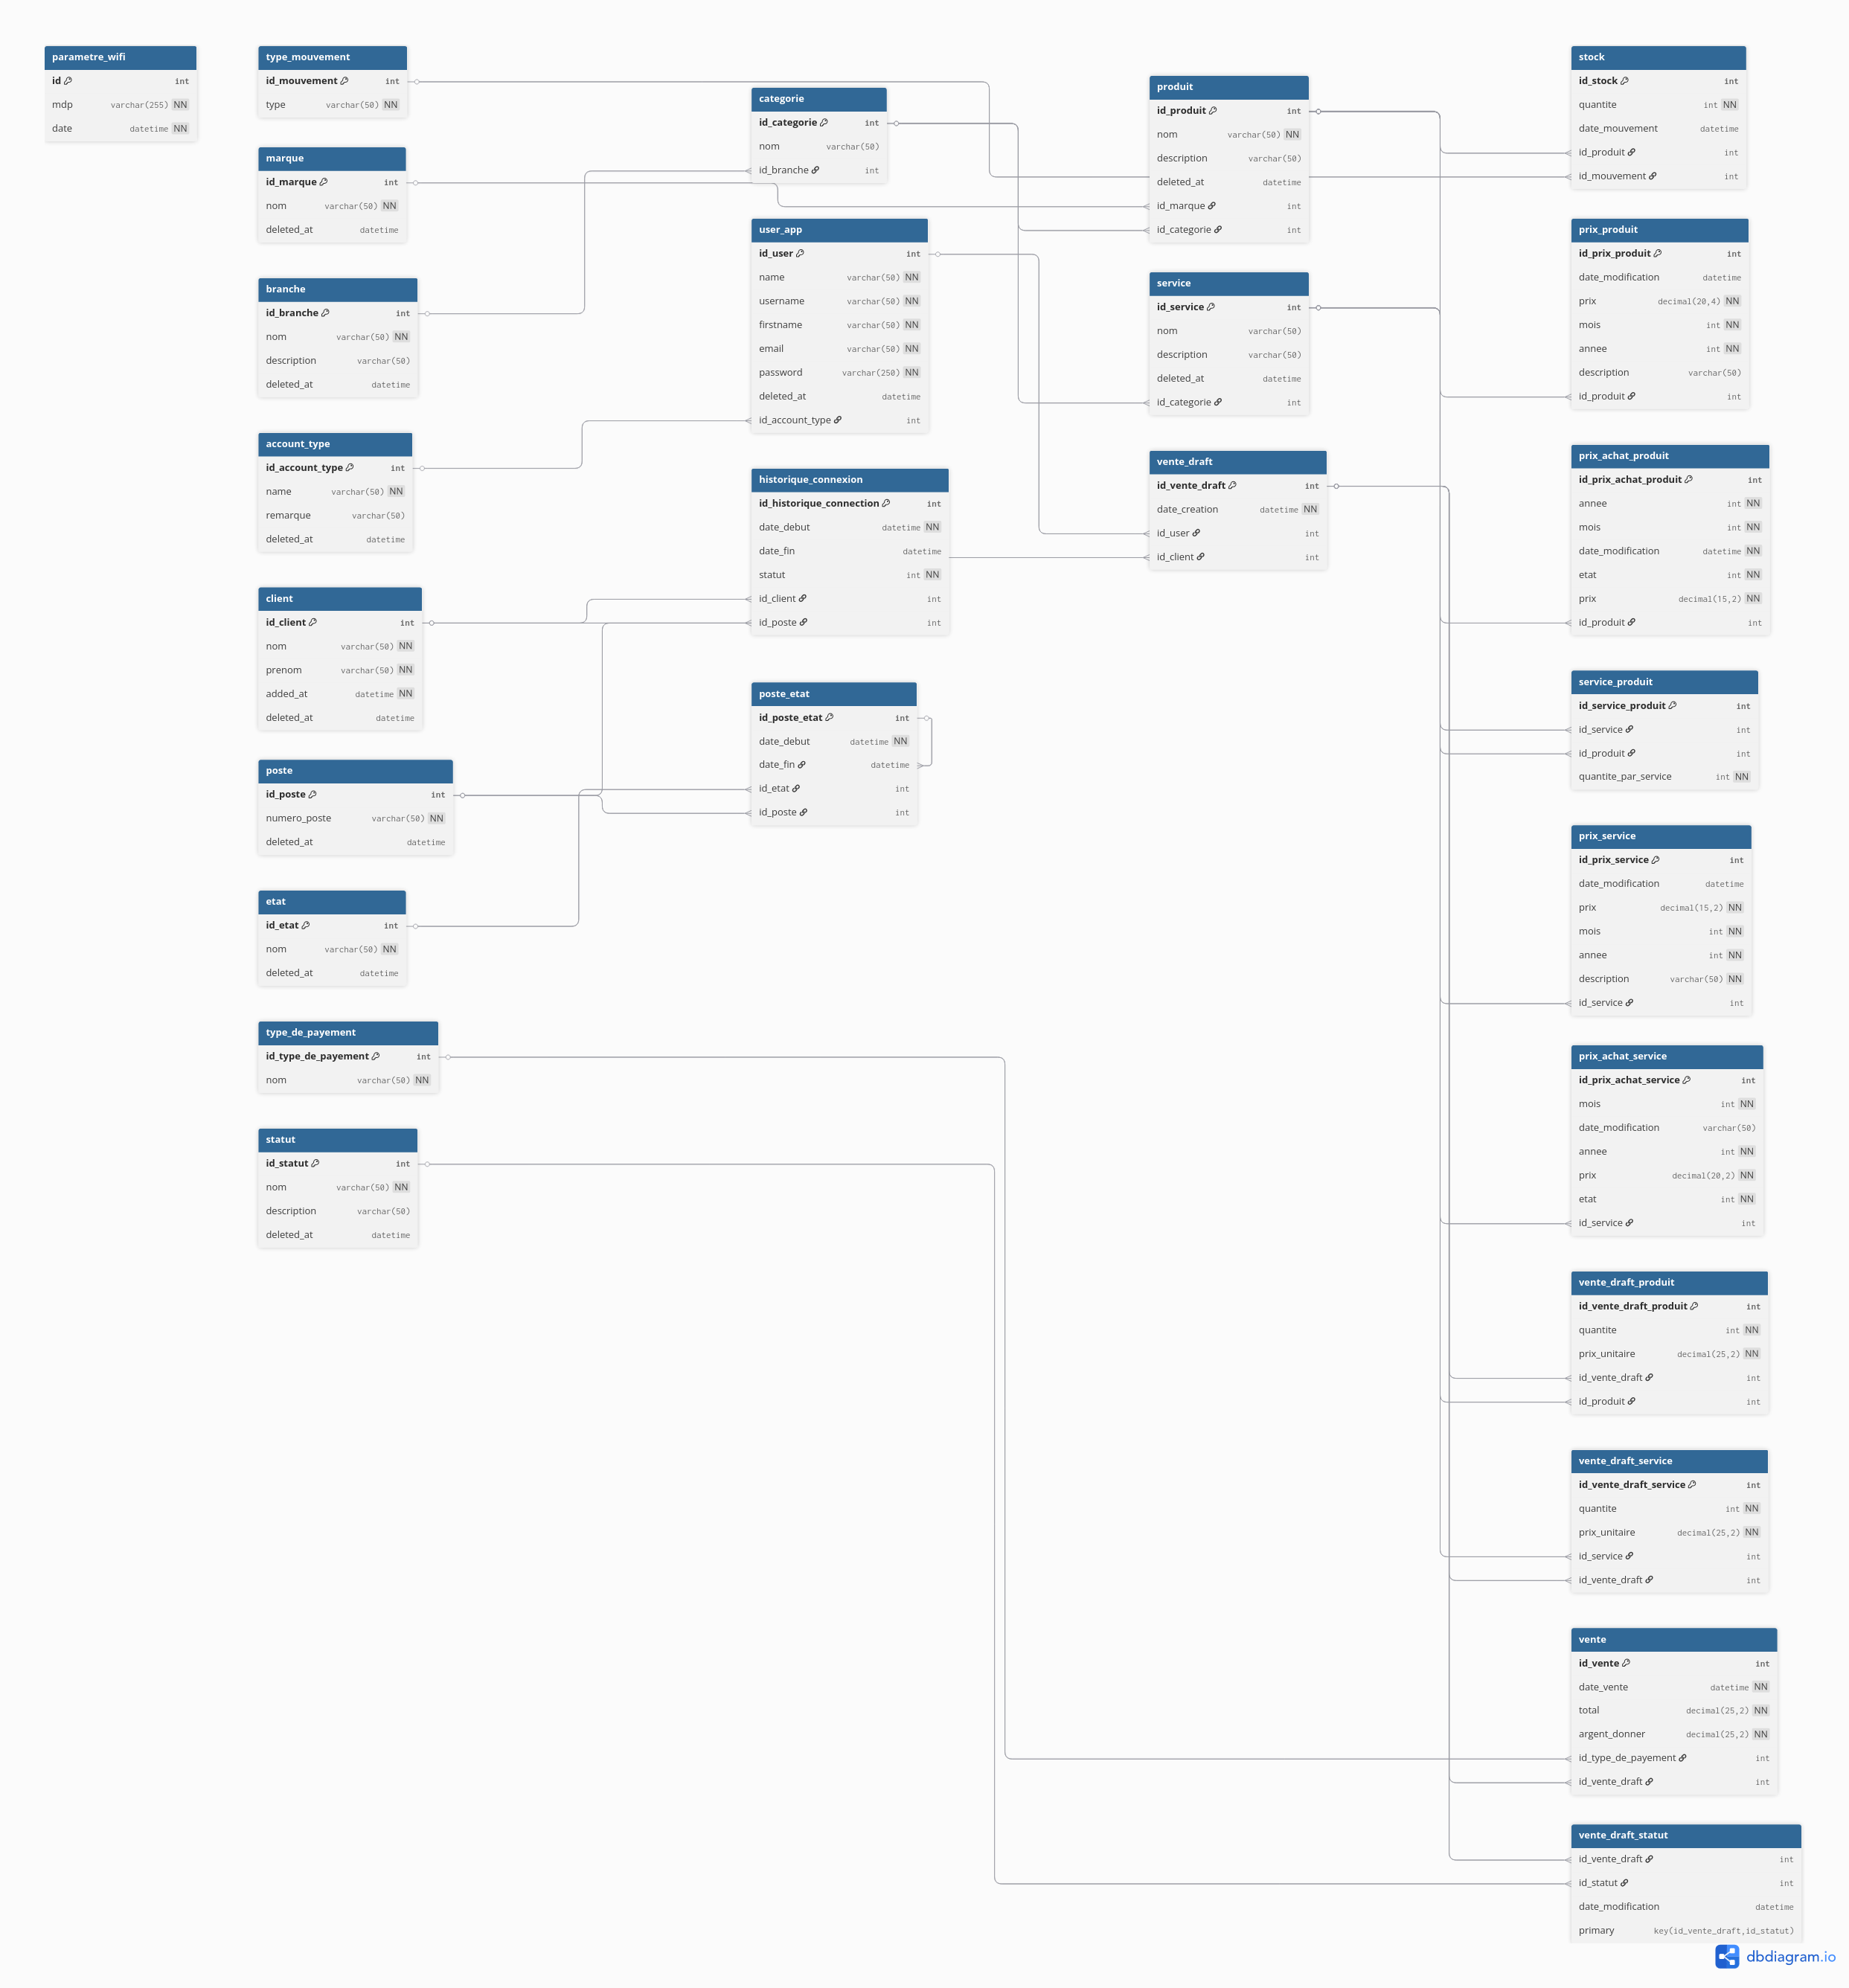 parametre_wifi
id int
mdp varchar(255) NN
date datetime NN
type_mouvement
id_mouvement int
type varchar(50) NN
marque
id_marque int
nom varchar(50) NN
deleted_at datetime
branche
id_branche int
nom varchar(50) NN
description varchar(50)
deleted_at datetime
account_type
id_account_type int
name varchar(50) NN
remarque varchar(50)
deleted_at datetime
client
id_client int
nom varchar(50) NN
prenom varchar(50) NN
added_at datetime NN
deleted_at datetime
poste
id_poste int
numero_poste varchar(50) NN
deleted_at datetime
etat
id_etat int
nom varchar(50) NN
deleted_at datetime
type_de_payement
id_type_de_payement int
nom varchar(50) NN
statut
id_statut int
nom varchar(50) NN
description varchar(50)
deleted_at datetime
categorie
id_categorie int
nom varchar(50)
id_branche int
user_app
id_user int
name varchar(50) NN
username varchar(50) NN
firstname varchar(50) NN
email varchar(50) NN
password varchar(250) NN
deleted_at datetime
id_account_type int
historique_connexion
id_historique_connection int
date_debut datetime NN
date_fin datetime
statut int NN
id_client int
id_poste int
poste_etat
id_poste_etat int
date_debut datetime NN
date_fin datetime
id_etat int
id_poste int
produit
id_produit int
nom varchar(50) NN
description varchar(50)
deleted_at datetime
id_marque int
id_categorie int
service
id_service int
nom varchar(50)
description varchar(50)
deleted_at datetime
id_categorie int
vente_draft
id_vente_draft int
date_creation datetime NN
id_user int
id_client int
stock
id_stock int
quantite int NN
date_mouvement datetime
id_produit int
id_mouvement int
prix_produit
id_prix_produit int
date_modification datetime
prix decimal(20,4) NN
mois int NN
annee int NN
description varchar(50)
id_produit int
prix_achat_produit
id_prix_achat_produit int
annee int NN
mois int NN
date_modification datetime NN
etat int NN
prix decimal(15,2) NN
id_produit int
service_produit
id_service_produit int
id_service int
id_produit int
quantite_par_service int NN
prix_service
id_prix_service int
date_modification datetime
prix decimal(15,2) NN
mois int NN
annee int NN
description varchar(50) NN
id_service int
prix_achat_service
id_prix_achat_service int
mois int NN
date_modification varchar(50)
annee int NN
prix decimal(20,2) NN
etat int NN
id_service int
vente_draft_produit
id_vente_draft_produit int
quantite int NN
prix_unitaire decimal(25,2) NN
id_vente_draft int
id_produit int
vente_draft_service
id_vente_draft_service int
quantite int NN
prix_unitaire decimal(25,2) NN
id_service int
id_vente_draft int
vente
id_vente int
date_vente datetime NN
total decimal(25,2) NN
argent_donner decimal(25,2) NN
id_type_de_payement int
id_vente_draft int
vente_draft_statut
id_vente_draft int
id_statut int
date_modification datetime
primary key(id_vente_draft,id_statut)
dbdiagram.io